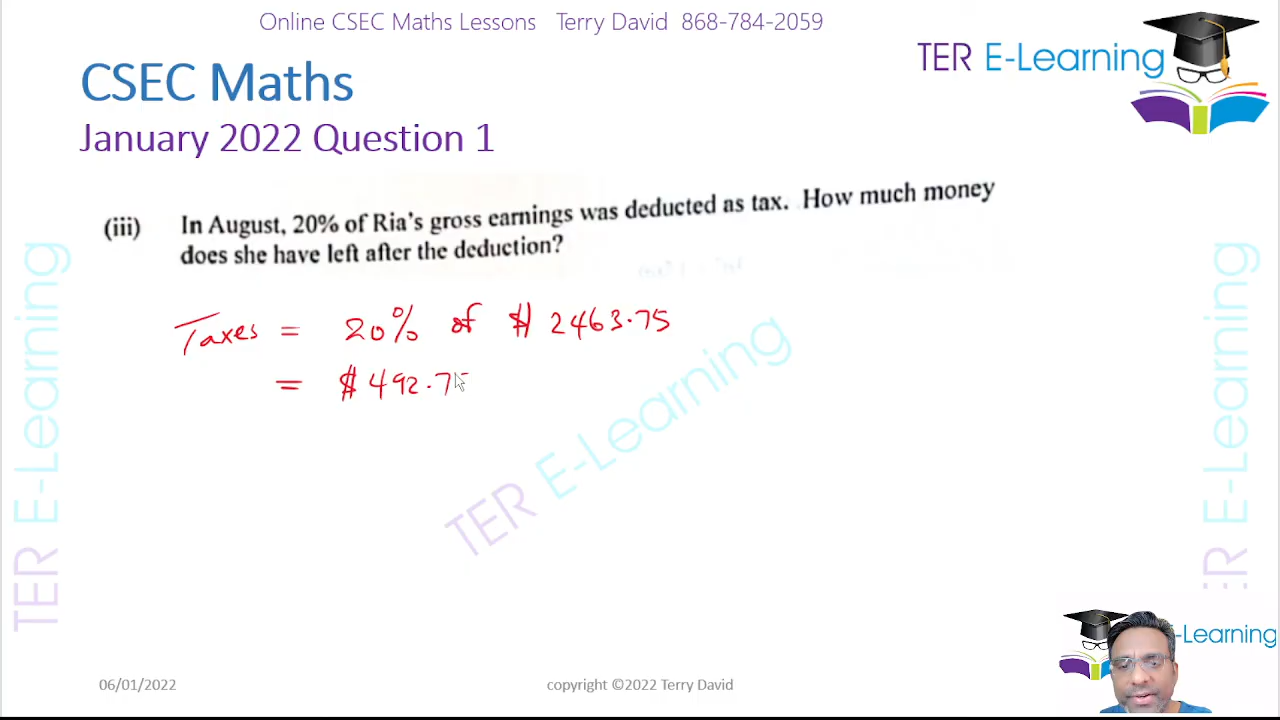 Online CSEC Maths Lessons Terry David 868-784-2059
TER E-Learning
CSEC Maths
January 2022 Question 1
(iii) In August, 20% of Ria's gross earnings was deducted as tax. How much money
does she have left after the deduction?
Taxes = 20% of $ 2463.75
= $ 492.75
TER E-Learning
TER E-Learning
TER E-Learning
E-Learning
06/01/2022
copyright ©2022 Terry David